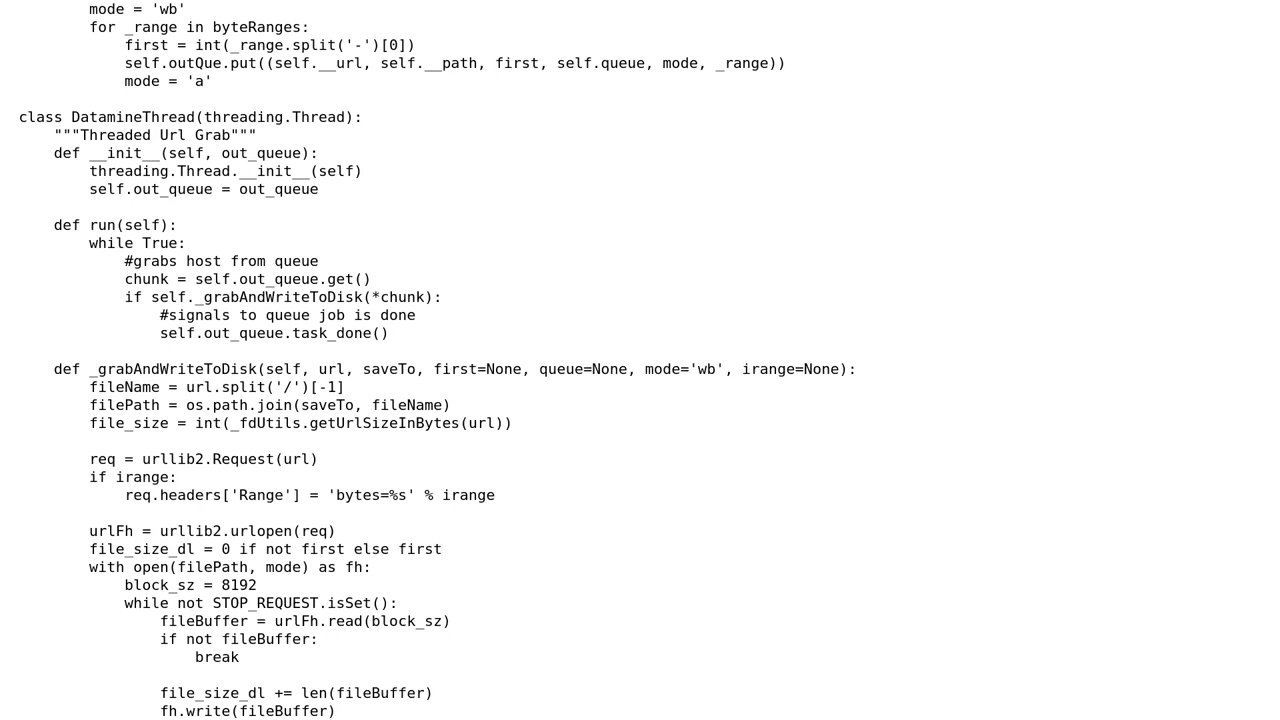 mode = 'wb'
        for _range in byteRanges:
            first = int(_range.split('-')[0])
            self.outQue.put((self.__url, self.__path, first, self.queue, mode, _range))
            mode = 'a'

class DatamineThread(threading.Thread):
    """Threaded Url Grab"""
    def __init__(self, out_queue):
        threading.Thread.__init__(self)
        self.out_queue = out_queue

    def run(self):
        while True:
            #grabs host from queue
            chunk = self.out_queue.get()
            if self._grabAndWriteToDisk(*chunk):
                #signals to queue job is done
                self.out_queue.task_done()

    def _grabAndWriteToDisk(self, url, saveTo, first=None, queue=None, mode='wb', irange=None):
        fileName = url.split('/')[-1]
        filePath = os.path.join(saveTo, fileName)
        file_size = int(_fdUtils.getUrlSizeInBytes(url))

        req = urllib2.Request(url)
        if irange:
            req.headers['Range'] = 'bytes=%s' % irange

        urlFh = urllib2.urlopen(req)
        file_size_dl = 0 if not first else first
        with open(filePath, mode) as fh:
            block_sz = 8192
            while not STOP_REQUEST.isSet():
                fileBuffer = urlFh.read(block_sz)
                if not fileBuffer:
                    break

                file_size_dl += len(fileBuffer)
                fh.write(fileBuffer)